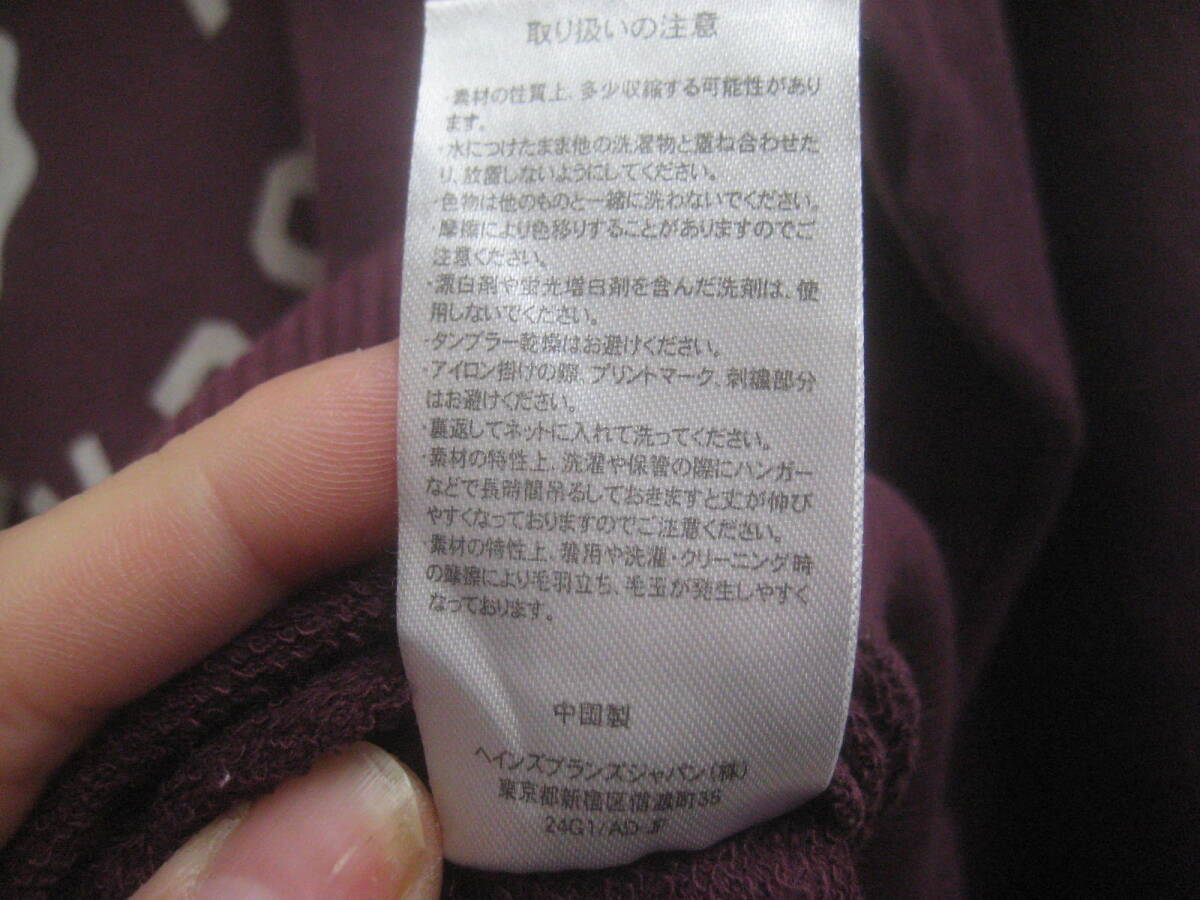 取り扱いの注意
・素材の性質上、多少収縮する可能性があり
ます。
・水につけたまま他の洗濯物と重ね合わせた
り、放置しないようにしてください。
・色物は他のものと一緒に洗わないでください。
・摩擦により色移りすることがありますのでご
注意ください。
・漂白剤や蛍光増白剤を含んだ洗剤は、使
用しないでください。
・タンブラー乾燥はお避けください。
・アイロン掛けの際、プリントマーク、刺繍部分
はお避けください。
・裏返してネットに入れて洗ってください。
・素材の特性上、洗濯や保管の際にハンガー
などで長時間吊るしておきますと丈が伸び
やすくなっておりますのでご注意ください。
・素材の特性上、着用や洗濯・クリーニング時
の摩擦により毛羽立ち、毛玉が発生しやすく
なっております。
中国製
ヘインズブランズジャパン(株)
東京都新宿区信濃町35
24G1/AD JF